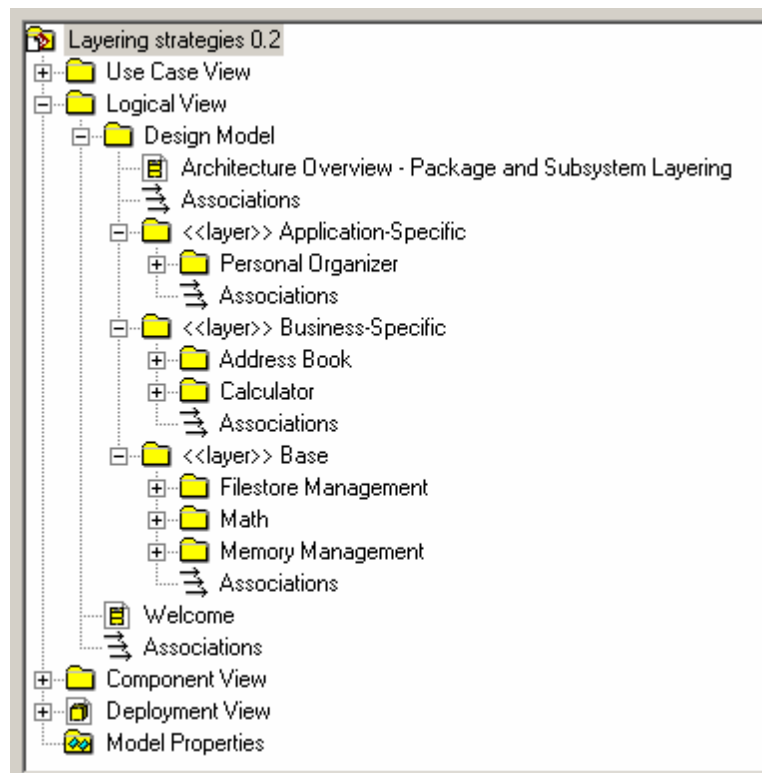 Layering strategies 0.2
Use Case View
Logical View
Design Model
Architecture Overview - Package and Subsystem Layering
Associations
<<layer>> Application-Specific
Personal Organizer
Associations
<<layer>> Business-Specific
Address Book
Calculator
Associations
<<layer>> Base
Filestore Management
Math
Memory Management
Associations
Welcome
Associations
Component View
Deployment View
Model Properties